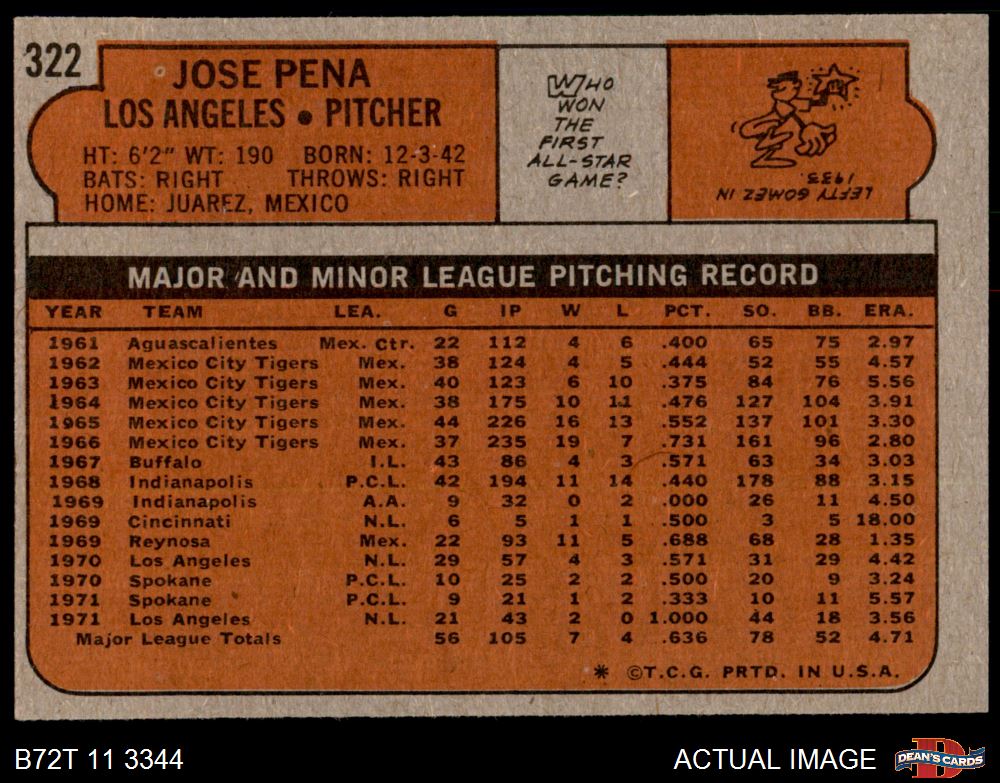 322
JOSE PENA
LOS ANGELES • PITCHER
HT: 6'2" WT: 190 BORN: 12-3-42
BATS: RIGHT THROWS: RIGHT
HOME: JUAREZ, MEXICO
WHO
WON
THE
FIRST
ALL-STAR
GAME?
LEFTY GOMEZ IN
1933.
MAJOR AND MINOR LEAGUE PITCHING RECORD
YEAR TEAM LEA. G IP W L PCT. SO. BB. ERA.
1961 Aguascalientes Mex. Ctr. 22 112 4 6 .400 65 75 2.97
1962 Mexico City Tigers Mex. 38 124 4 5 .444 52 55 4.57
1963 Mexico City Tigers Mex. 40 123 6 10 .375 84 76 5.56
1964 Mexico City Tigers Mex. 38 175 10 11 .476 127 104 3.91
1965 Mexico City Tigers Mex. 44 226 16 13 .552 137 101 3.30
1966 Mexico City Tigers Mex. 37 235 19 7 .731 161 96 2.80
1967 Buffalo I.L. 43 86 4 3 .571 63 34 3.03
1968 Indianapolis P.C.L. 42 194 11 14 .440 178 88 3.15
1969 Indianapolis A.A. 9 32 0 2 .000 26 11 4.50
1969 Cincinnati N.L. 6 5 1 1 .500 3 5 18.00
1969 Reynosa Mex. 22 93 11 5 .688 68 28 1.35
1970 Los Angeles N.L. 29 57 4 3 .571 31 29 4.42
1970 Spokane P.C.L. 10 25 2 2 .500 20 9 3.24
1971 Spokane P.C.L. 9 21 1 2 .333 10 11 5.57
1971 Los Angeles N.L. 21 43 2 0 1.000 44 18 3.56
Major League Totals 56 105 7 4 .636 78 52 4.71
* ©T.C.G. PRTD. IN U.S.A.
B72T 11 3344
ACTUAL IMAGE
D
DEAN'S CARDS